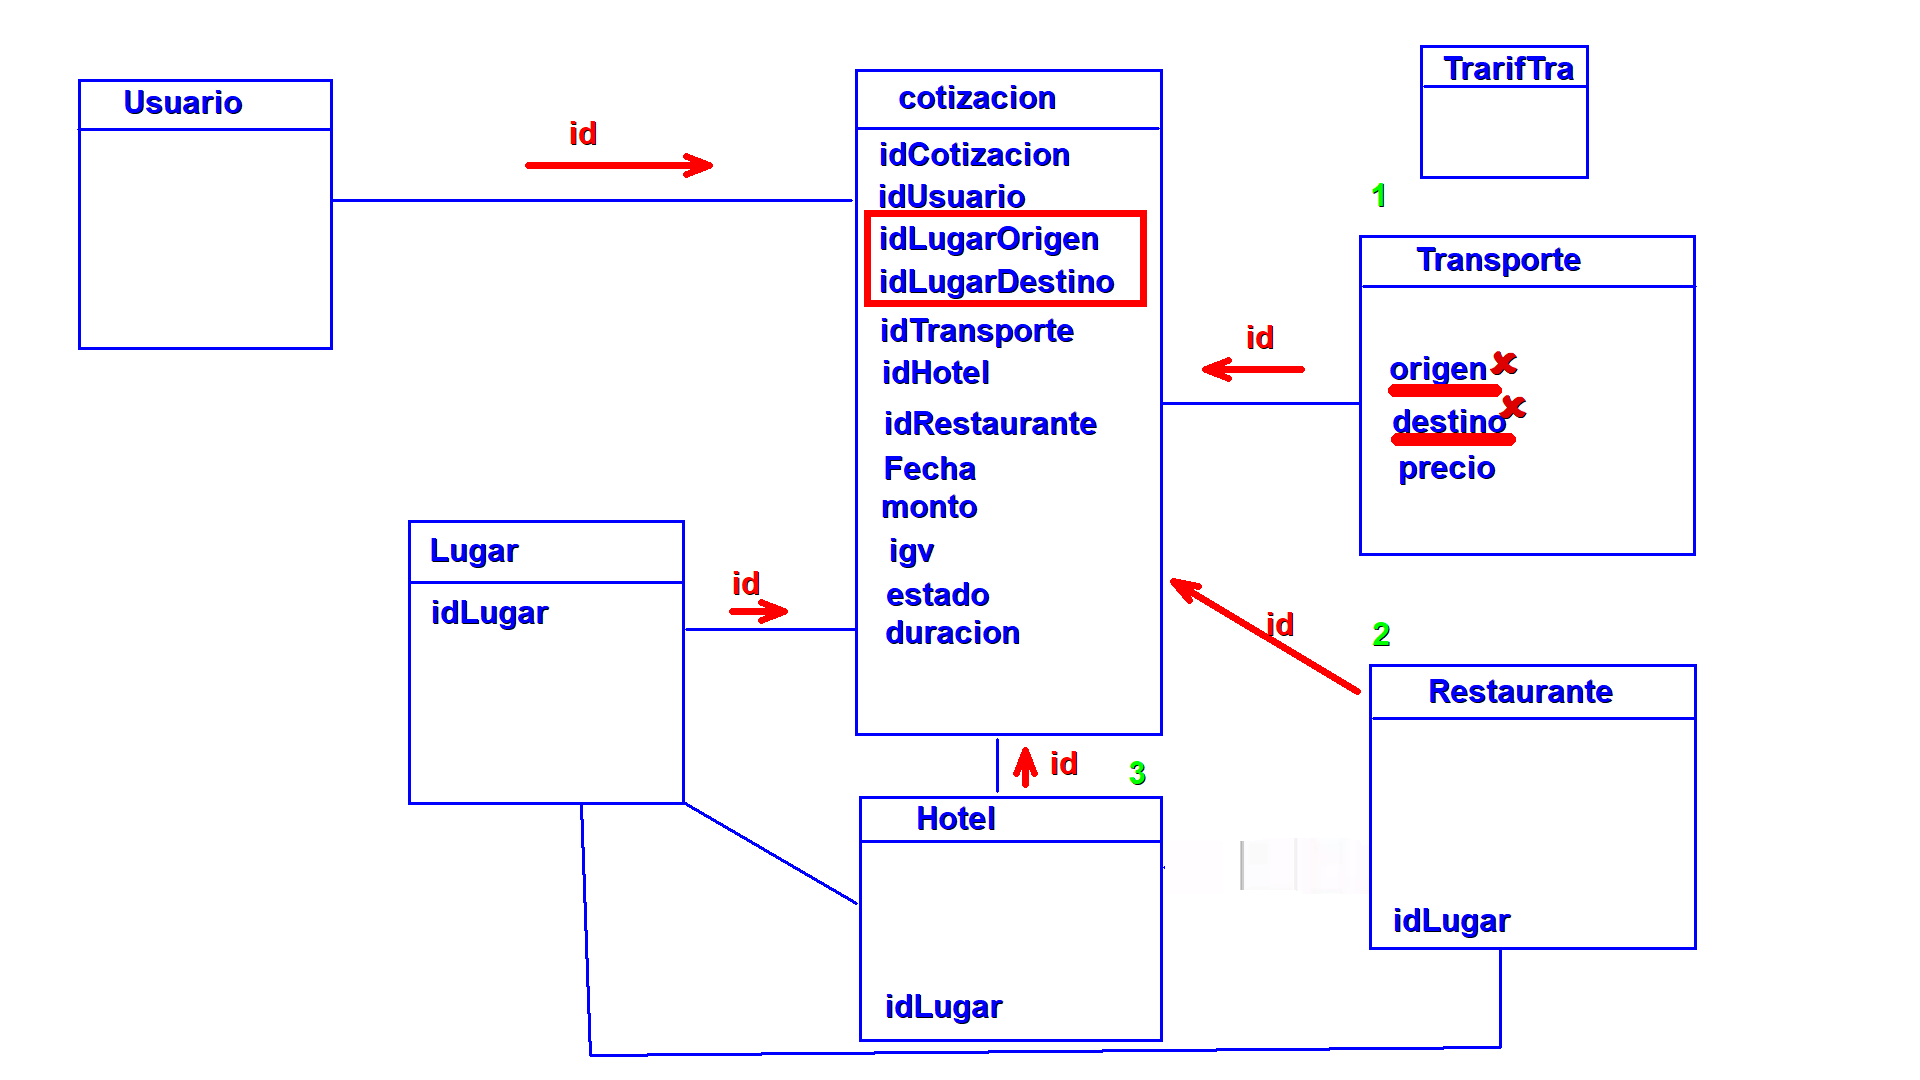 Usuario
id
cotizacion
idCotizacion
idUsuario
idLugarOrigen
idLugarDestino
idTransporte
idHotel
idRestaurante
Fecha
monto
igv
estado
duracion
TrarifTra
1
Transporte
origen
destino
precio
id
Lugar
idLugar
id
id
2
Restaurante
idLugar
id
3
Hotel
idLugar